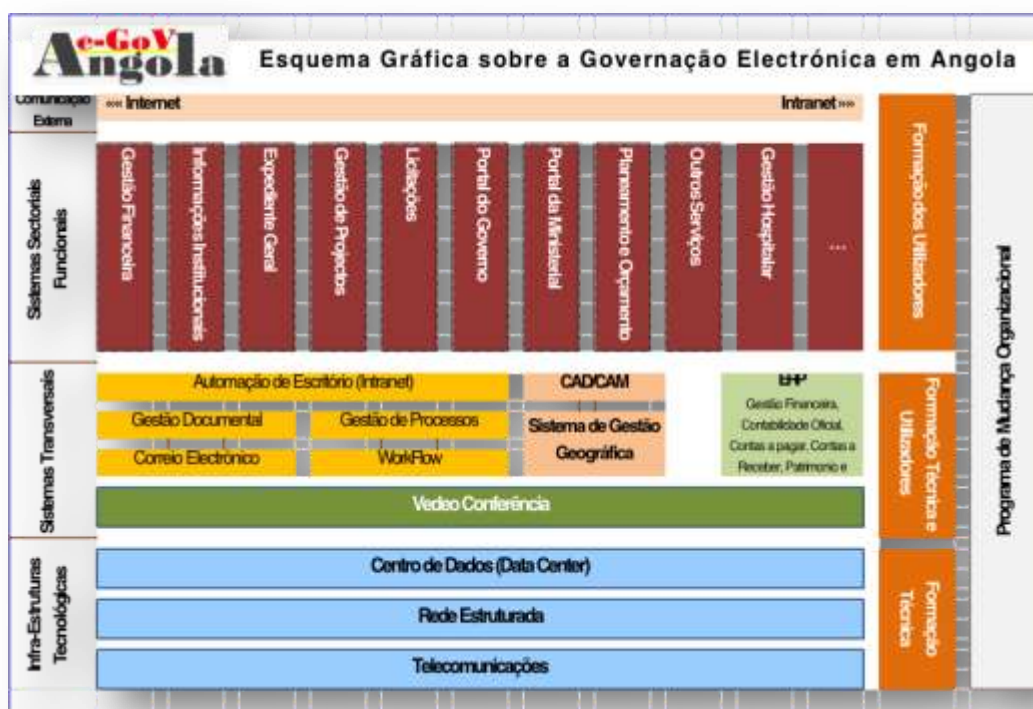 e-GoV
Angola
Esquema Gráfica sobre a Governação Electrónica em Angola
Comunicação
Externa
«« Internet
Intranet »»
Sistemas Sectoriais
Funcionais
Gestão Financeira
Informações Institucionais
Expediente Geral
Gestão de Projectos
Licitações
Portal do Governo
Portal da Ministerial
Planeamento e Orçamento
Outros Serviços
Gestão Hospitalar
...
Formação dos Utilizadores
Programa de Mudança Organizacional
Sistemas Transversais
Automação de Escritório (Intranet)
Gestão Documental
Gestão de Processos
Correio Electrónico
WorkFlow
CAD/CAM
Sistema de Gestão
Geográfica
ERP
Gestão Financeira,
Contabilidade Oficial,
Contas a pagar, Contas a
Receber, Patrimonio e
Vedeo Conferência
Formação Técnica e
Utilizadores
Infra-Estruturas
Tecnológicas
Centro de Dados (Data Center)
Rede Estruturada
Telecomunicações
Formação
Técnica